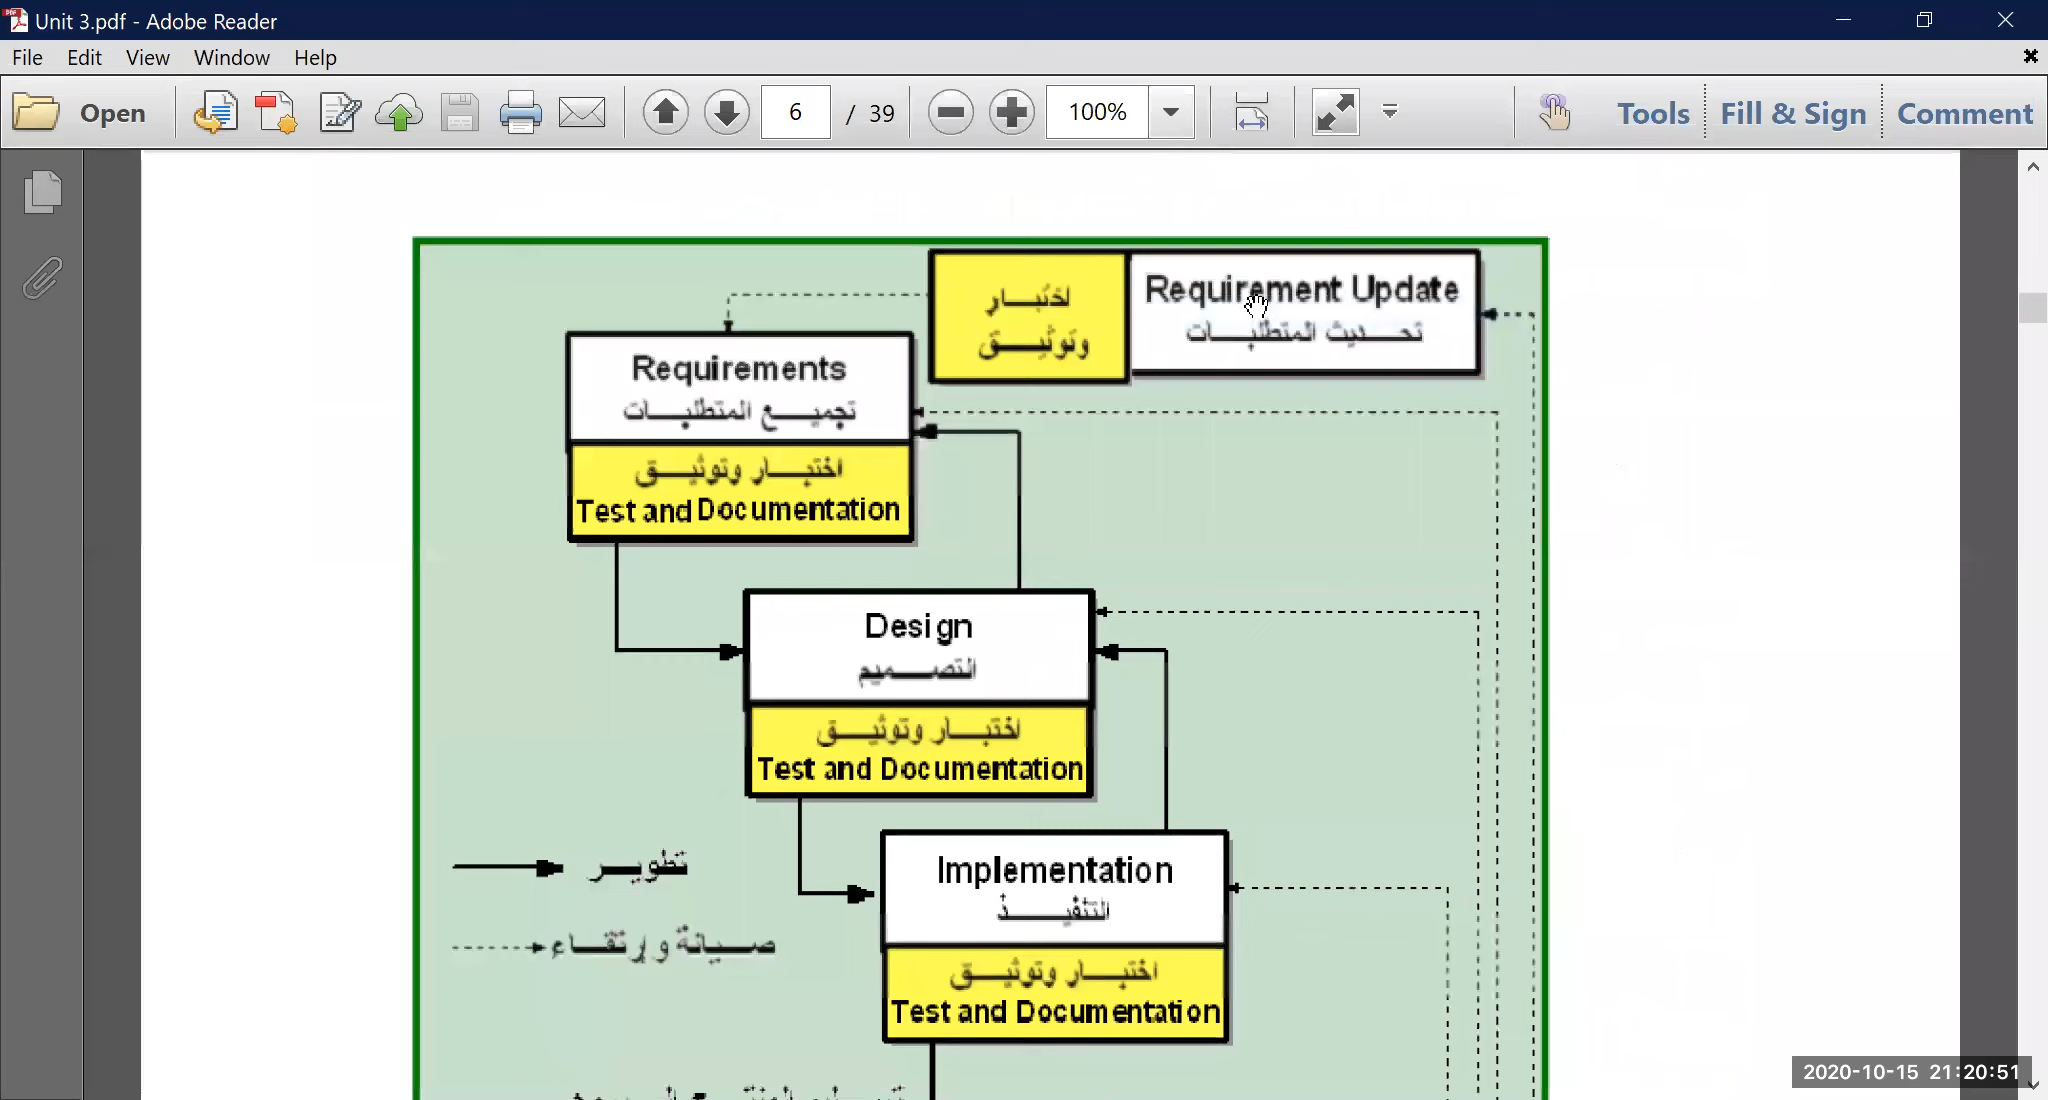 Unit 3.pdf - Adobe Reader
File Edit View Window Help
Open 6 / 39 100% Tools Fill & Sign Comment
اختبار
وتوثيق
Requirement Update
تحديث المتطلبات
Requirements
تجميع المتطلبات
اختبار وتوثيق
Test and Documentation
Design
التصميم
اختبار وتوثيق
Test and Documentation
Implementation
التنفيذ
اختبار وتوثيق
Test and Documentation
تطوير
صيانة وإرتقاء
2020-10-15 21:20:51